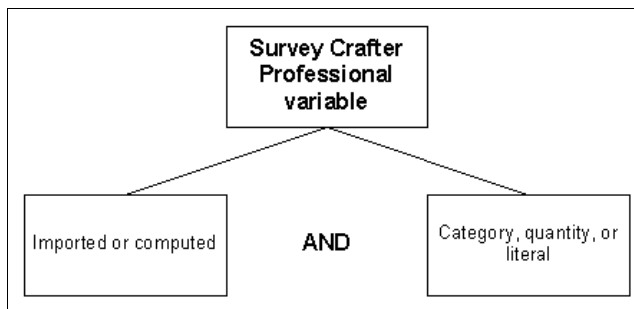 Survey Crafter
Professional
variable
Imported or computed
AND
Category, quantity, or
literal